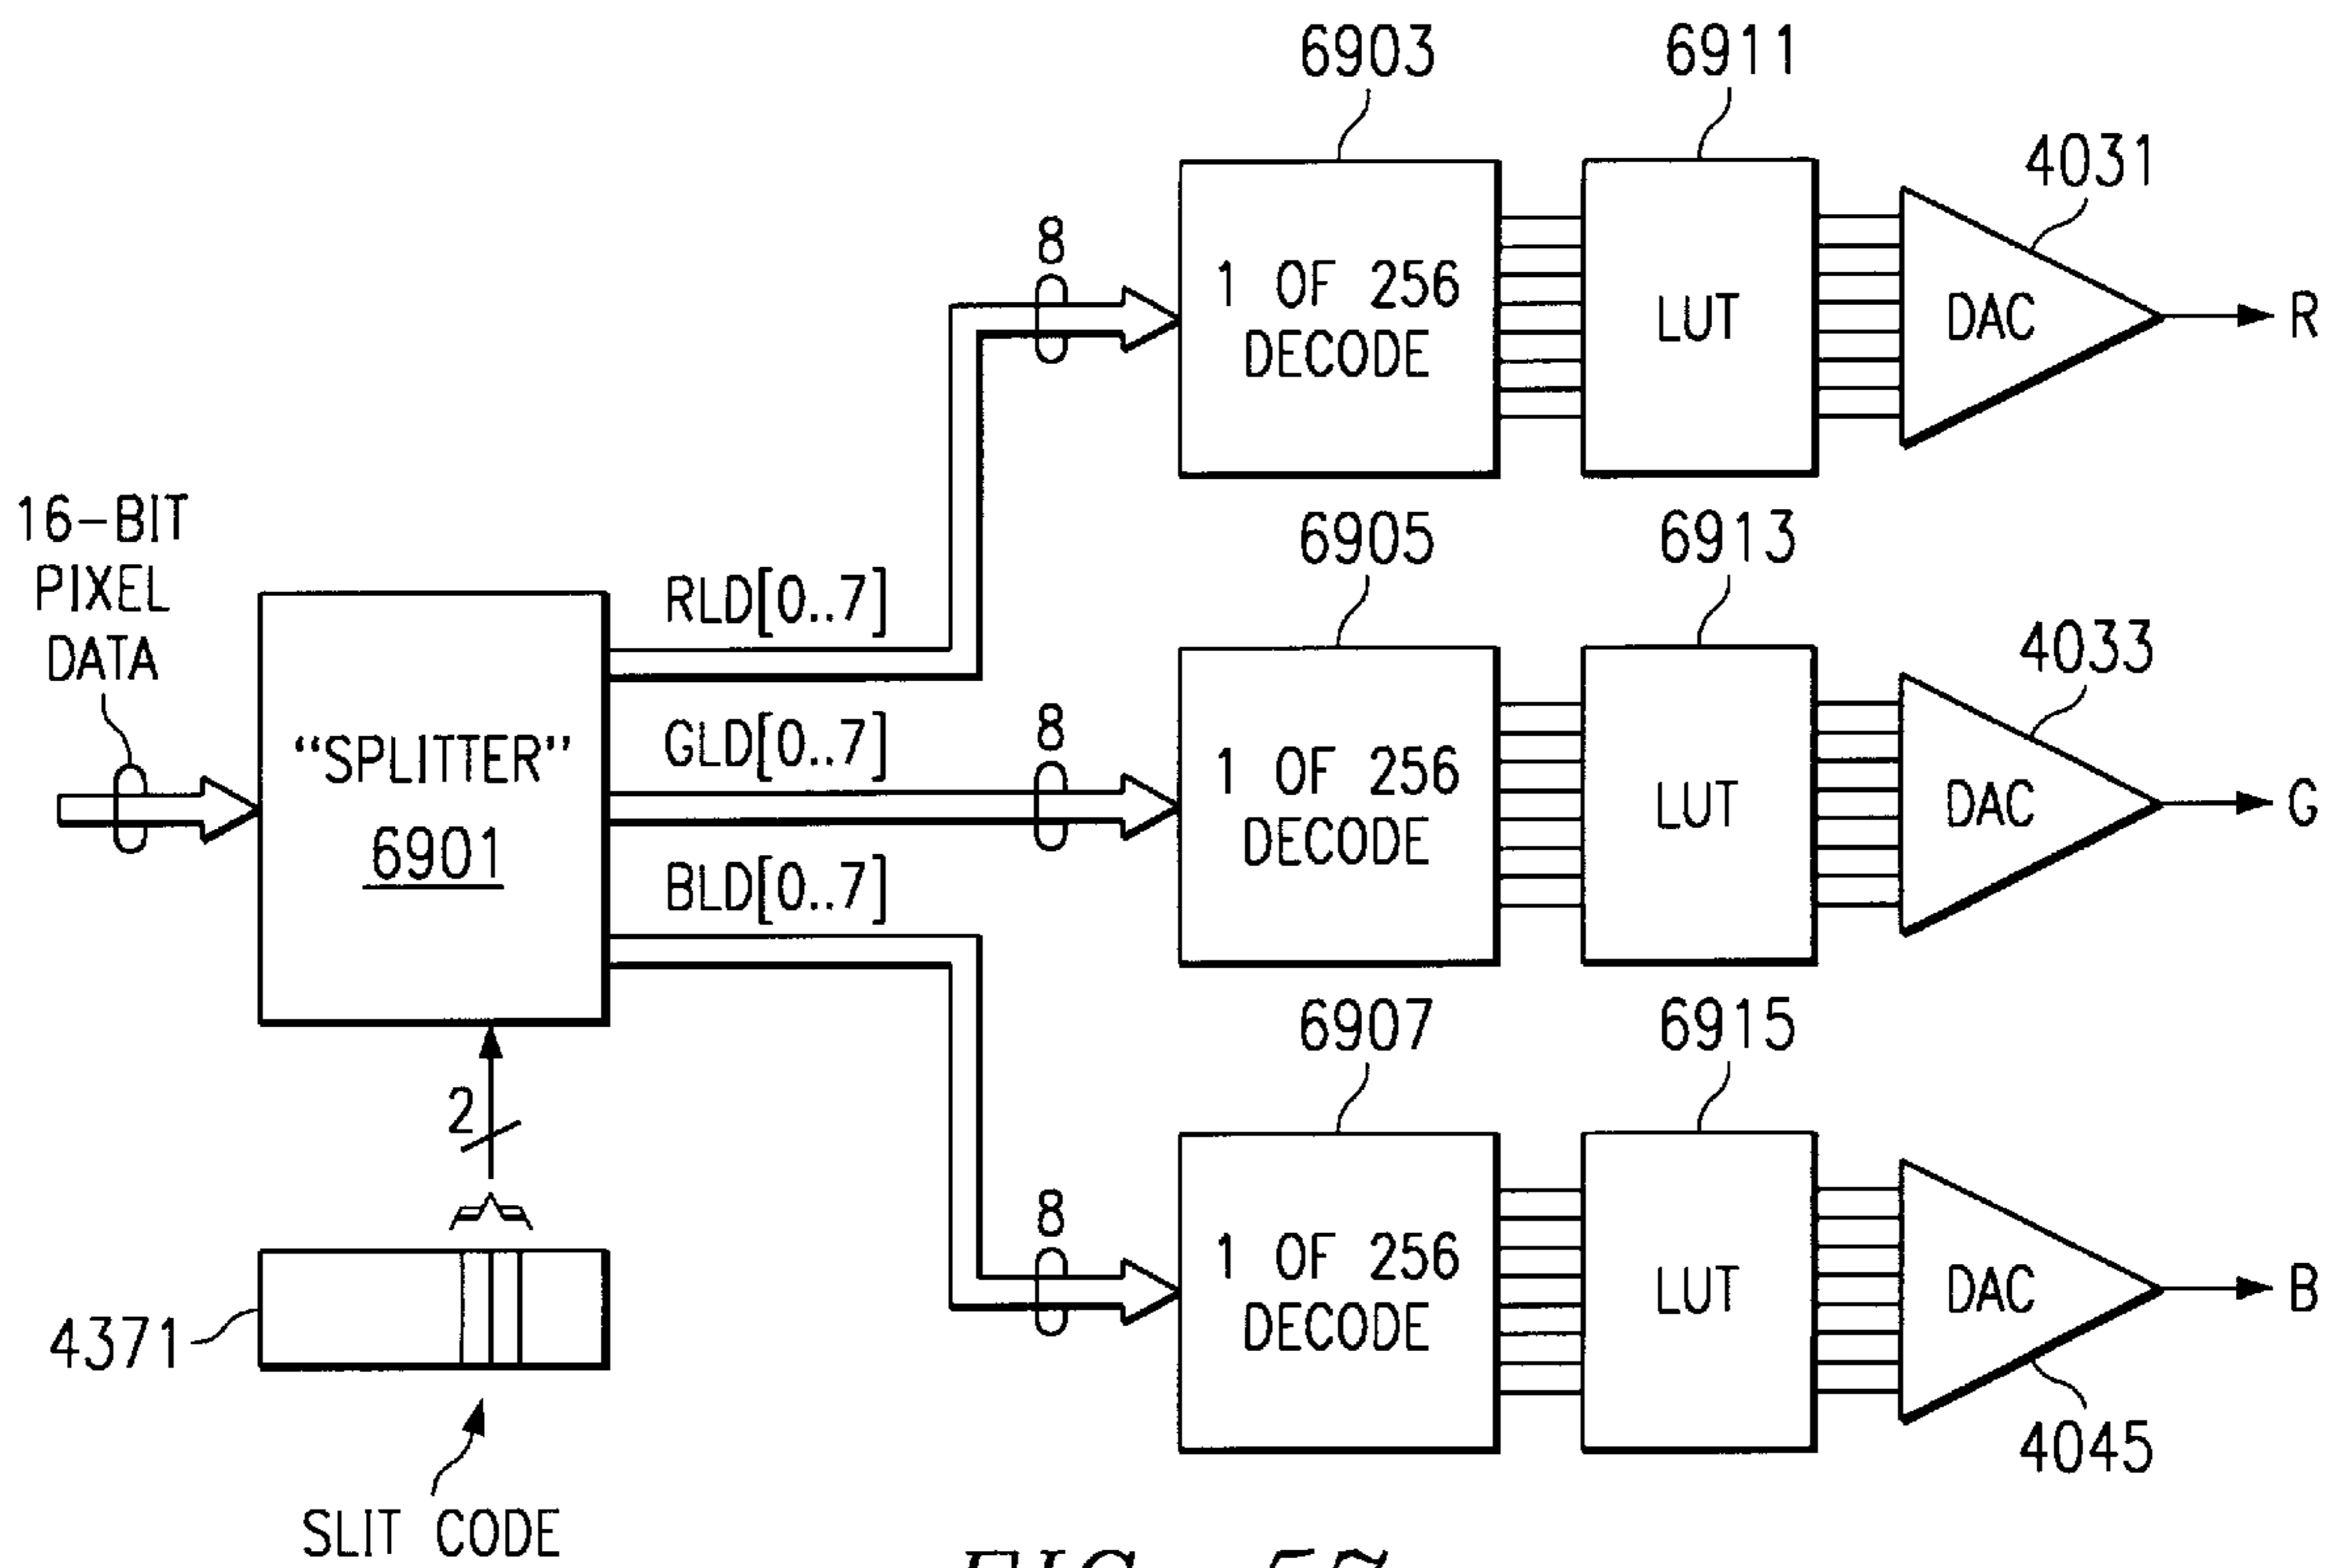 6903
6911
4031
8
1 OF 256
DECODE
LUT
DAC
R
16-BIT
PIXEL
DATA
6905
6913
4033
RLD[0..7]
"SPLITTER"
6901
GLD[0..7]
8
1 OF 256
DECODE
LUT
DAC
G
BLD[0..7]
6907
6915
2
8
1 OF 256
DECODE
LUT
DAC
B
4371
4045
SLIT CODE